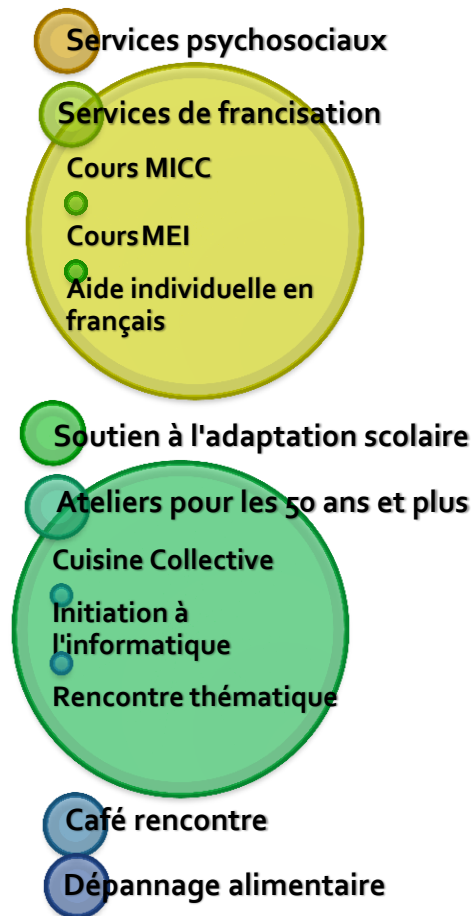 Services psychosociaux
Services de francisation
Cours MICC
Cours MEI
Aide individuelle en
français
Soutien à l'adaptation scolaire
Ateliers pour les 50 ans et plus
Cuisine Collective
Initiation à
l'informatique
Rencontre thématique
Café rencontre
Dépannage alimentaire